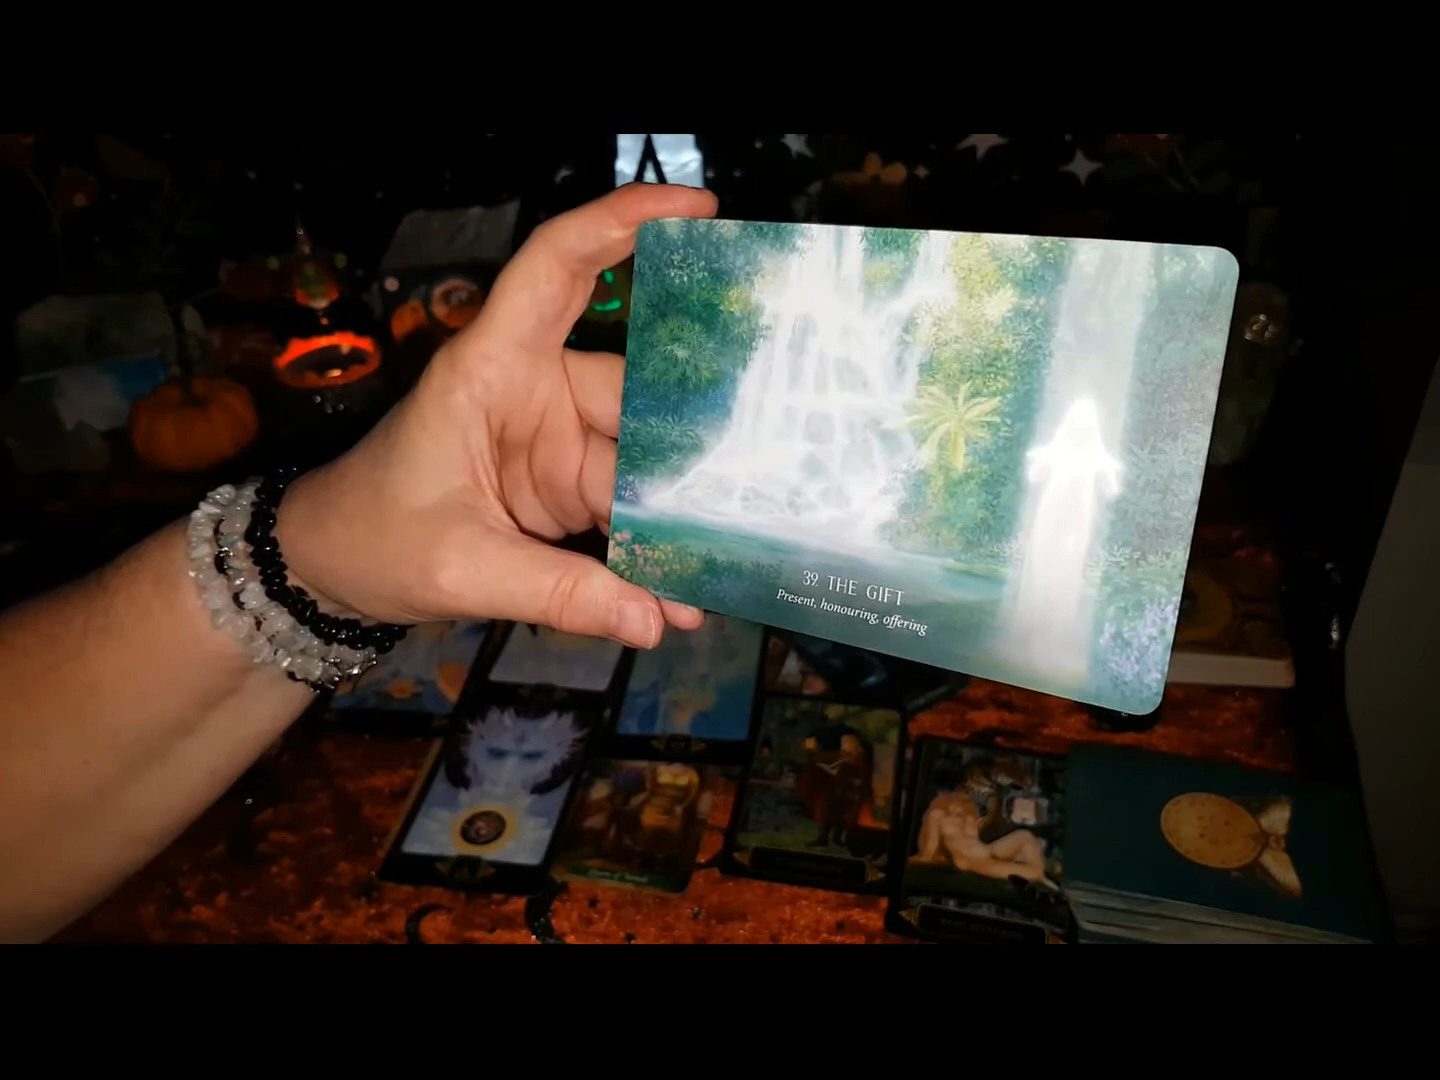 39. THE GIFT
Present, honouring, offering